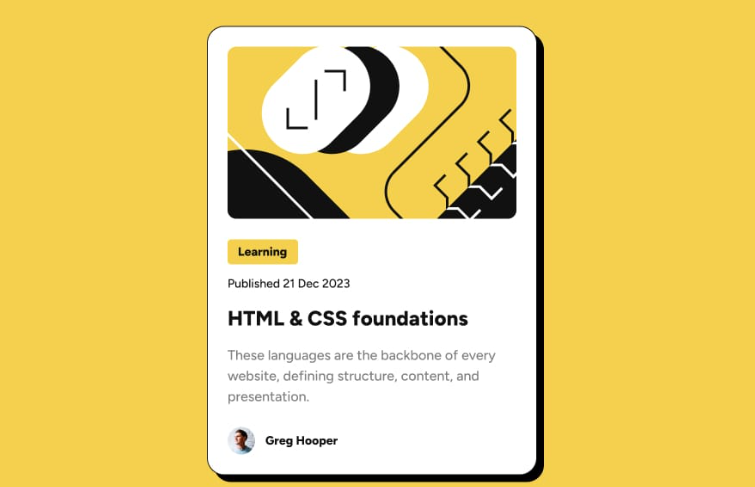 Learning
Published 21 Dec 2023
HTML & CSS foundations
These languages are the backbone of every
website, defining structure, content, and
presentation.
Greg Hooper